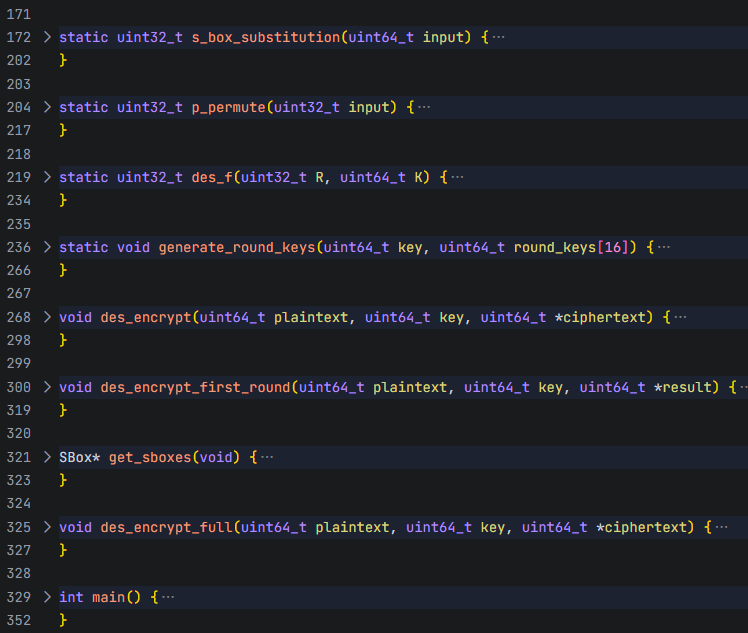 171
172 > static uint32_t s_box_substitution(uint64_t input) {···
202 }
203
204 > static uint32_t p_permute(uint32_t input) {···
217 }
218
219 > static uint32_t des_f(uint32_t R, uint64_t K) {···
234 }
235
236 > static void generate_round_keys(uint64_t key, uint64_t round_keys[16]) {···
266 }
267
268 > void des_encrypt(uint64_t plaintext, uint64_t key, uint64_t *ciphertext) {···
298 }
299
300 > void des_encrypt_first_round(uint64_t plaintext, uint64_t key, uint64_t *result) {··
319 }
320
321 > SBox* get_sboxes(void) {···
323 }
324
325 > void des_encrypt_full(uint64_t plaintext, uint64_t key, uint64_t *ciphertext) {···
327 }
328
329 > int main() {···
352 }